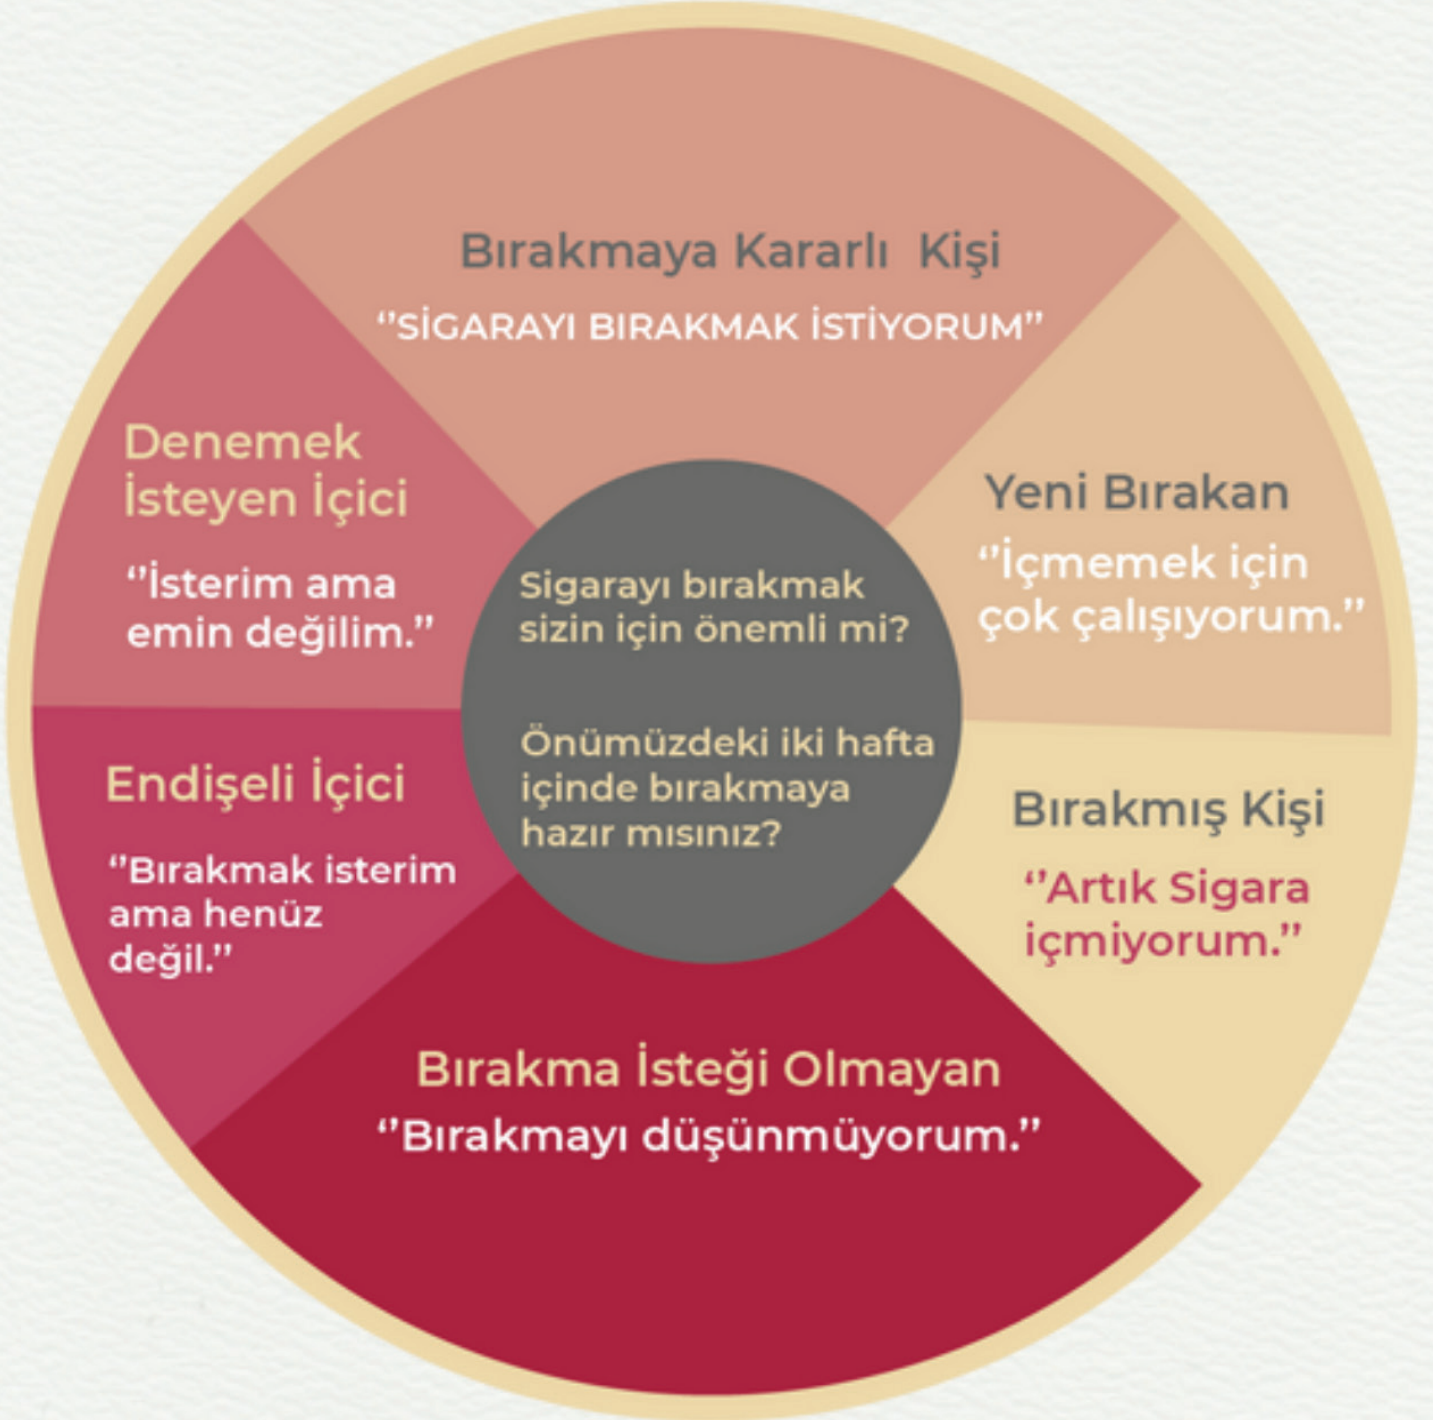 Bırakmaya Kararlı Kişi
‘’SİGARAYI BIRAKMAK İSTİYORUM’’
Yeni Bırakan
‘’İçmemek için
çok çalışıyorum.’’
Bırakmış Kişi
‘’Artık Sigara
içmiyorum.’’
Bırakma İsteği Olmayan
‘’Bırakmayı düşünmüyorum.’’
Endişeli İçici
‘’Bırakmak isterim
ama henüz
değil.’’
Denemek
İsteyen İçici
‘’İsterim ama
emin değilim.’’
Sigarayı bırakmak
sizin için önemli mi?
Önümüzdeki iki hafta
içinde bırakmaya
hazır mısınız?